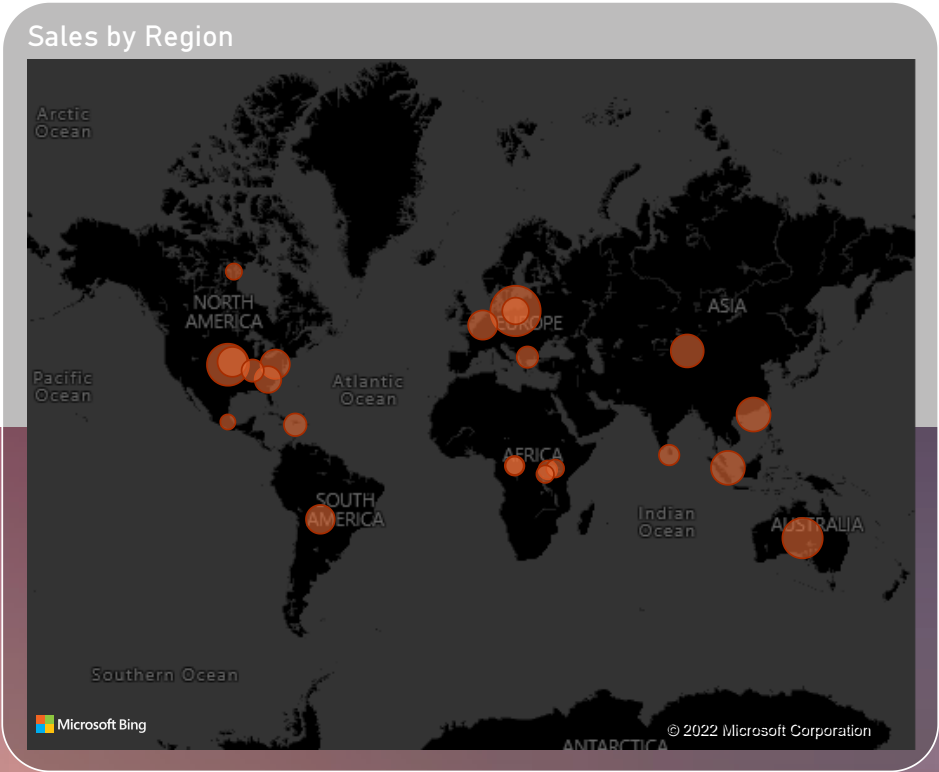 Sales by Region
Arctic
Ocean
NORTH
AMERICA
ASIA
EUROPE
Pacific
Ocean
Atlantic
Ocean
AFRICA
SOUTH
AMERICA
Indian
Ocean
AUSTRALIA
Southern Ocean
Microsoft Bing
© 2022 Microsoft Corporation
ANTARCTICA